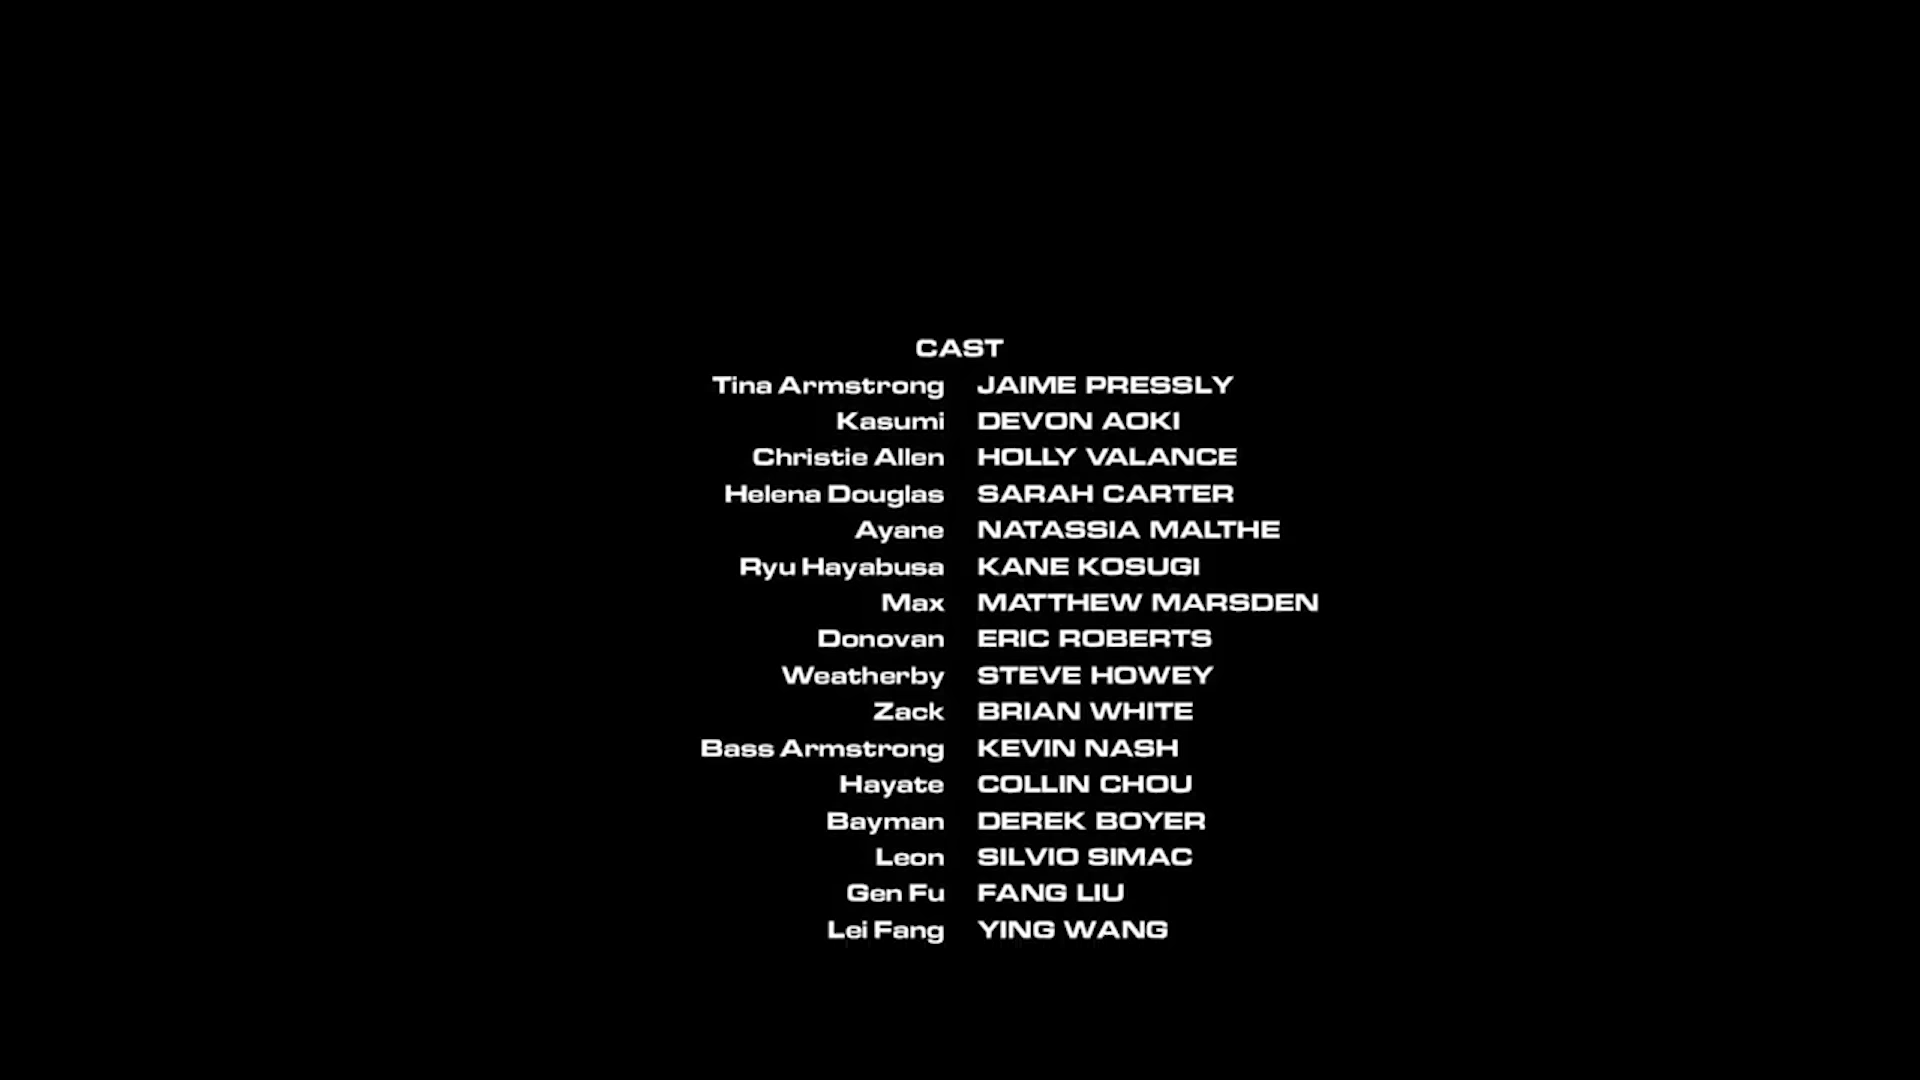 CAST
Tina Armstrong JAIME PRESSLY
Kasumi DEVON AOKI
Christie Allen HOLLY VALANCE
Helena Douglas SARAH CARTER
Ayane NATASSIA MALTHE
Ryu Hayabusa KANE KOSUGI
Max MATTHEW MARSDEN
Donovan ERIC ROBERTS
Weatherby STEVE HOWEY
Zack BRIAN WHITE
Bass Armstrong KEVIN NASH
Hayate COLLIN CHOU
Bayman DEREK BOYER
Leon SILVIO SIMAC
Gen Fu FANG LIU
Lei Fang YING WANG